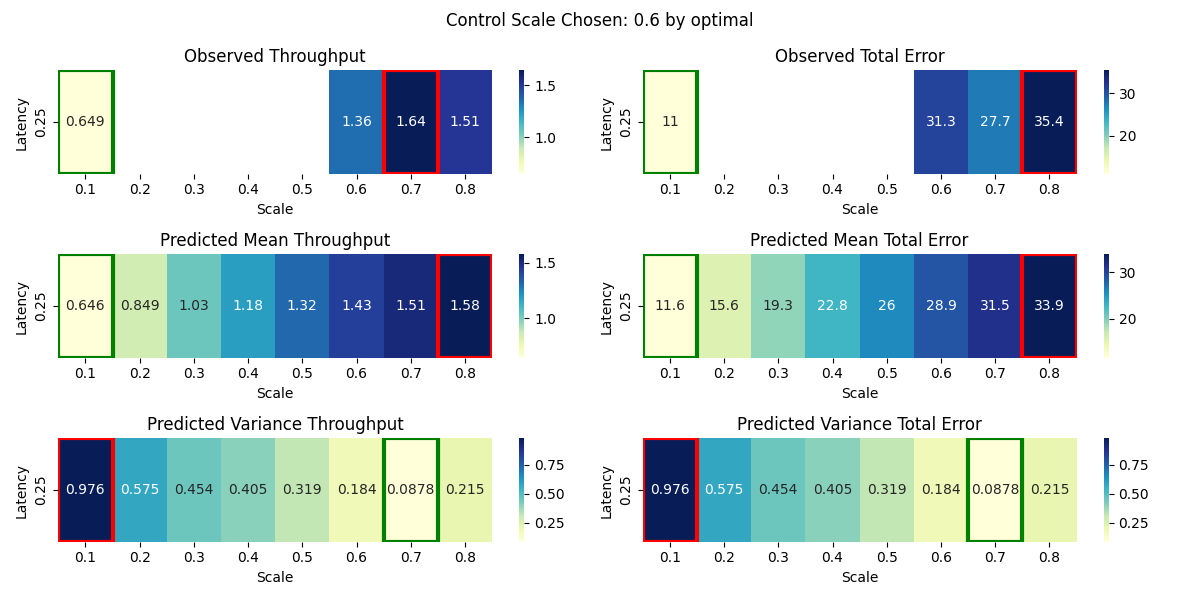 Control Scale Chosen: 0.6 by optimal
Observed Throughput
Latency
0.25
0.649
1.36
1.64
1.51
0.1 0.2 0.3 0.4 0.5 0.6 0.7 0.8
Scale
1.5
1.0
Observed Total Error
Latency
0.25
11
31.3
27.7
35.4
0.1 0.2 0.3 0.4 0.5 0.6 0.7 0.8
Scale
30
20
Predicted Mean Throughput
Latency
0.25
0.646 0.849 1.03 1.18 1.32 1.43 1.51 1.58
0.1 0.2 0.3 0.4 0.5 0.6 0.7 0.8
Scale
1.5
1.0
Predicted Mean Total Error
Latency
0.25
11.6 15.6 19.3 22.8 26 28.9 31.5 33.9
0.1 0.2 0.3 0.4 0.5 0.6 0.7 0.8
Scale
30
20
Predicted Variance Throughput
Latency
0.25
0.976 0.575 0.454 0.405 0.319 0.184 0.0878 0.215
0.1 0.2 0.3 0.4 0.5 0.6 0.7 0.8
Scale
0.75
0.50
0.25
Predicted Variance Total Error
Latency
0.25
0.976 0.575 0.454 0.405 0.319 0.184 0.0878 0.215
0.1 0.2 0.3 0.4 0.5 0.6 0.7 0.8
Scale
0.75
0.50
0.25